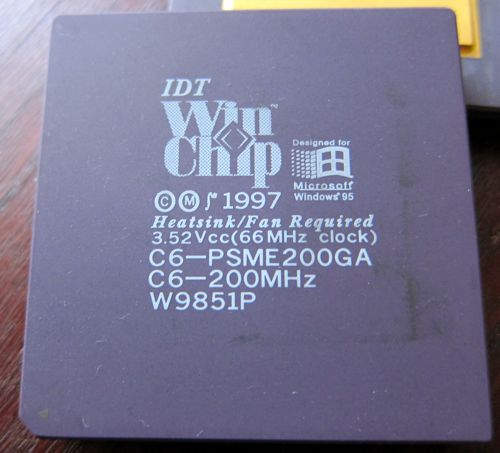 IDT
Win™
Chip
Designed for
Microsoft
Windows 95
© Ⓜ 1997
Heatsink/Fan Required
3.52Vcc(66MHz clock)
C6-PSME200GA
C6-200MHz
W9851P